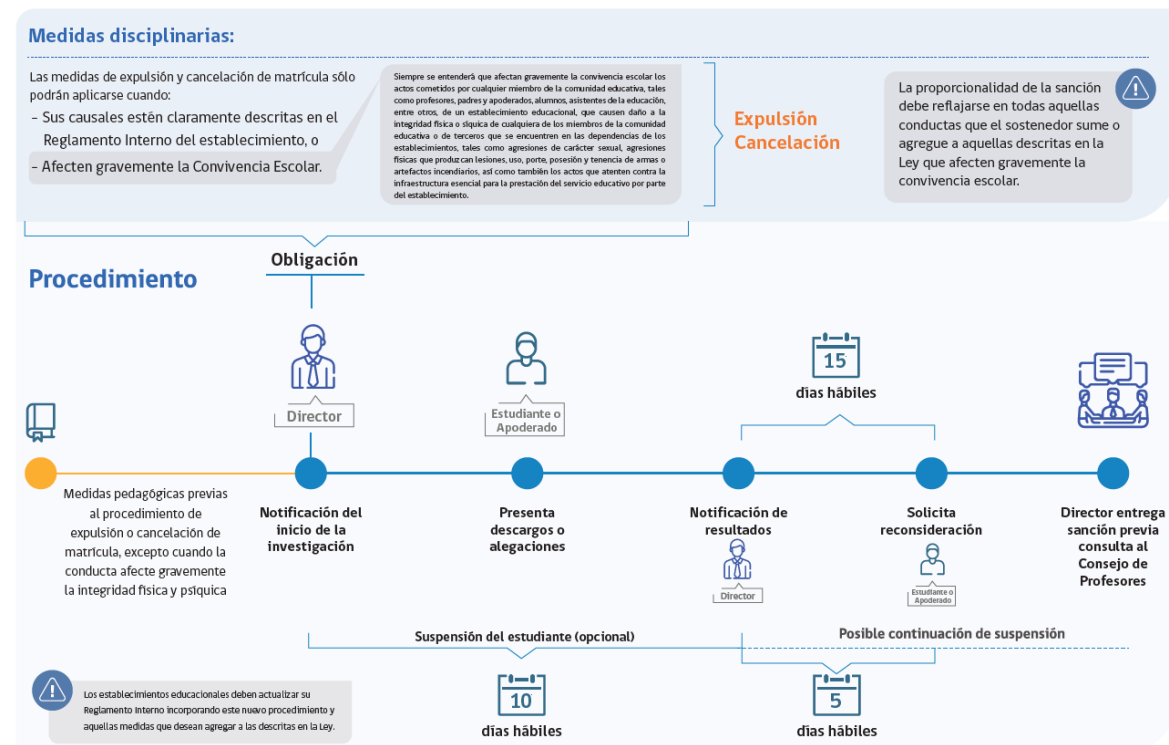 Medidas disciplinarias:
Las medidas de expulsión y cancelación de matrícula sólo
podrán aplicarse cuando:
– Sus causales estén claramente descritas en el
Reglamento Interno del establecimiento, o
– Afecten gravemente la Convivencia Escolar.
Siempre se entenderá que afectan gravemente la convivencia escolar los
actos cometidos por cualquier miembro de la comunidad educativa, tales
como profesores, padres y apoderados, alumnos, asistentes de la educación,
entre otros, de un establecimiento educacional, que causen daño a la
integridad física o síquica de cualquiera de los miembros de la comunidad
educativa o de terceros que se encuentren en las dependencias de los
establecimientos, tales como agresiones de carácter sexual, agresiones
físicas que produzcan lesiones, uso, porte, posesión y tenencia de armas o
artefactos incendiarios, así como también los actos que atenten contra la
infraestructura esencial para la prestación del servicio educativo por parte
del establecimiento.
Expulsión
Cancelación
La proporcionalidad de la sanción
debe reflajarse en todas aquellas
conductas que el sostenedor sume o
agregue a aquellas descritas en la
Ley que afecten gravemente la
convivencia escolar.
Obligación
Procedimiento
Director
Estudiante o
Apoderado
15
días hábiles
Medidas pedagógicas previas
al procedimiento de
expulsión o cancelación de
matrícula, excepto cuando la
conducta afecte gravemente
la integridad física y psíquica
Notificación del
inicio de la
investigación
Presenta
descargos o
alegaciones
Notificación de
resultados
Director
Solicita
reconsideración
Estudiante o
Apoderado
Director entrega
sanción previa
consulta al
Consejo de
Profesores
Suspensión del estudiante (opcional)
Posible continuación de suspensión
10
días hábiles
5
días hábiles
Los establecimientos educacionales deben actualizar su
Reglamento Interno incorporando este nuevo procedimiento y
aquellas medidas que desean agregar a las descritas en la Ley.